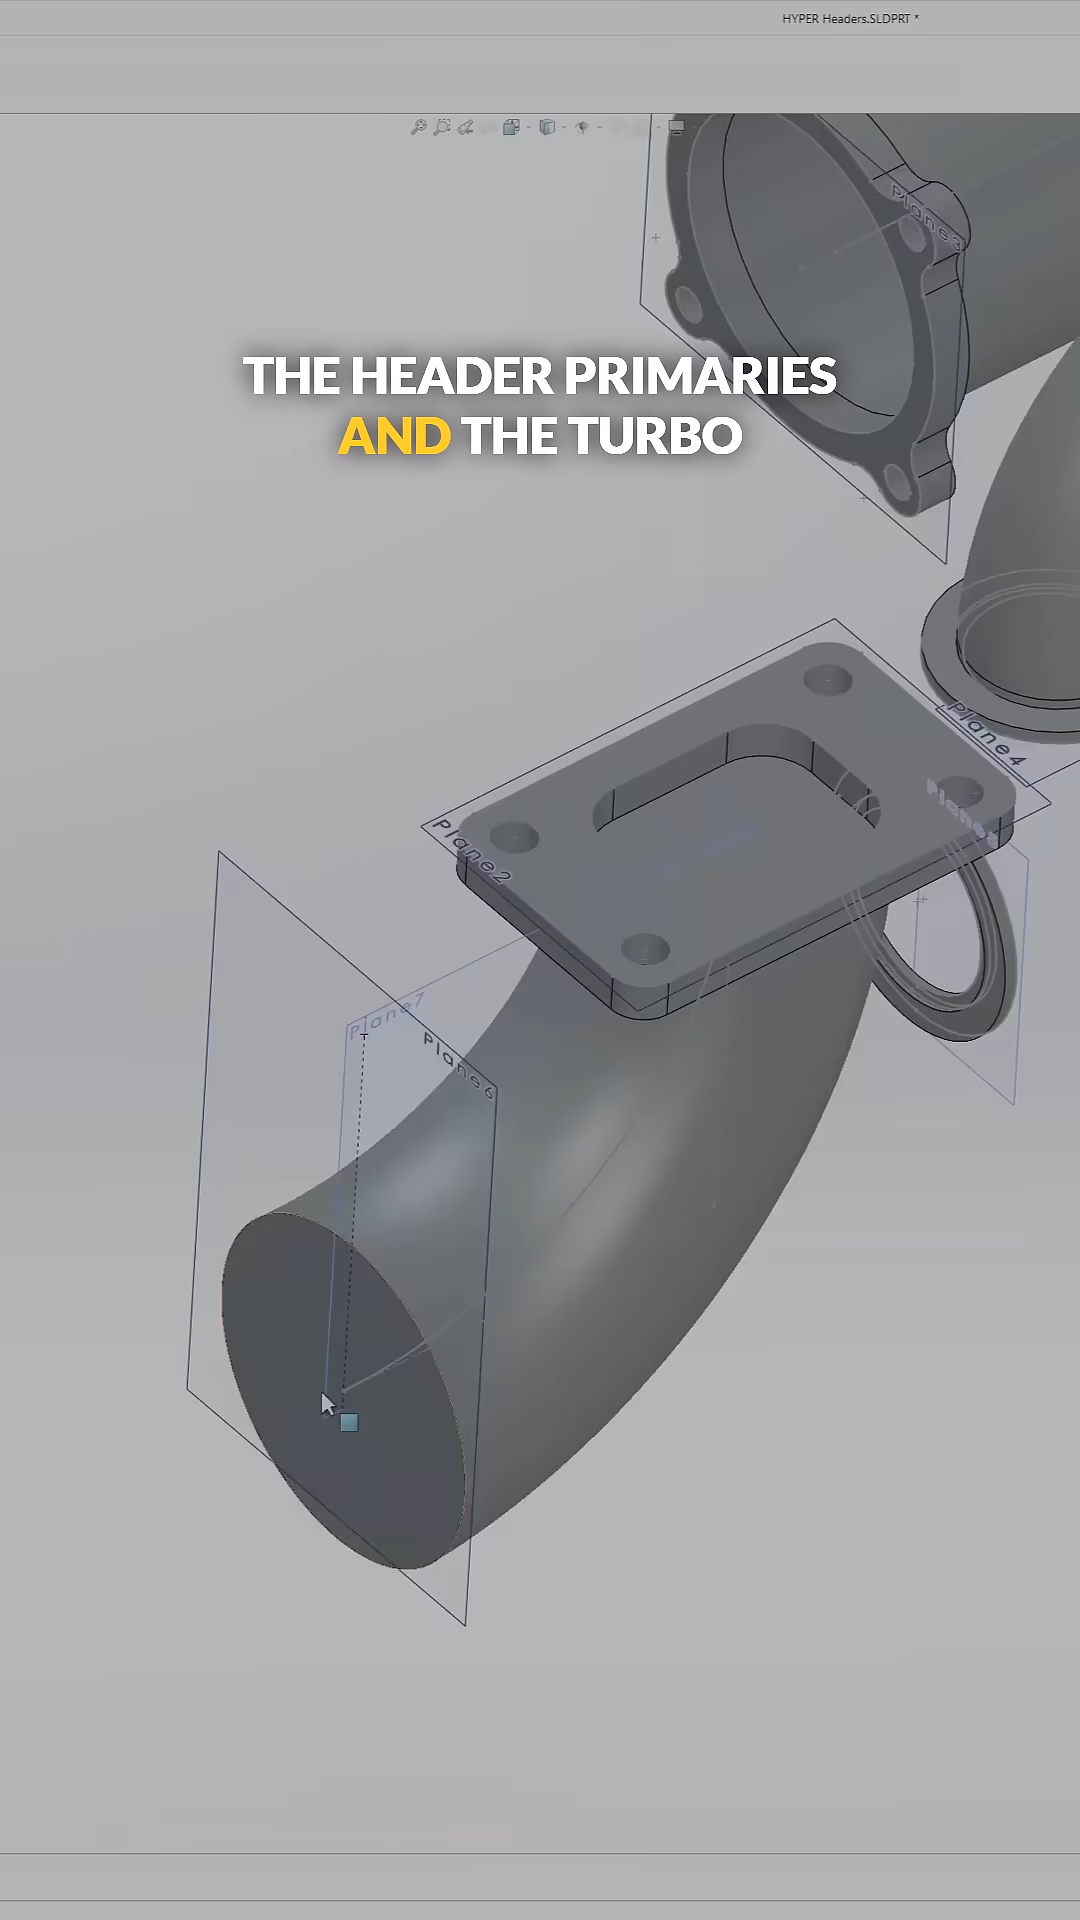 HYPER Headers.SLDPRT *
Plane3
THE HEADER PRIMARIES
AND THE TURBO
Plane4
Plane2
Plane7
Plane6